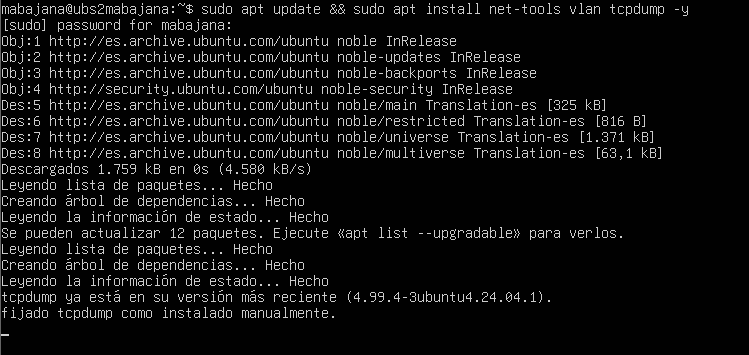 mabajana@ubs2mabajana:~$ sudo apt update && sudo apt install net-tools vlan tcpdump -y
[sudo] password for mabajana:
Obj:1 http://es.archive.ubuntu.com/ubuntu noble InRelease
Obj:2 http://es.archive.ubuntu.com/ubuntu noble-updates InRelease
Obj:3 http://es.archive.ubuntu.com/ubuntu noble-backports InRelease
Obj:4 http://security.ubuntu.com/ubuntu noble-security InRelease
Des:5 http://es.archive.ubuntu.com/ubuntu noble/main Translation-es [325 kB]
Des:6 http://es.archive.ubuntu.com/ubuntu noble/restricted Translation-es [816 B]
Des:7 http://es.archive.ubuntu.com/ubuntu noble/universe Translation-es [1.371 kB]
Des:8 http://es.archive.ubuntu.com/ubuntu noble/multiverse Translation-es [63,1 kB]
Descargados 1.759 kB en 0s (4.580 kB/s)
Leyendo lista de paquetes... Hecho
Creando árbol de dependencias... Hecho
Leyendo la información de estado... Hecho
Se pueden actualizar 12 paquetes. Ejecute «apt list --upgradable» para verlos.
Leyendo lista de paquetes... Hecho
Creando árbol de dependencias... Hecho
Leyendo la información de estado... Hecho
tcpdump ya está en su versión más reciente (4.99.4-3ubuntu4.24.04.1).
fijado tcpdump como instalado manualmente.